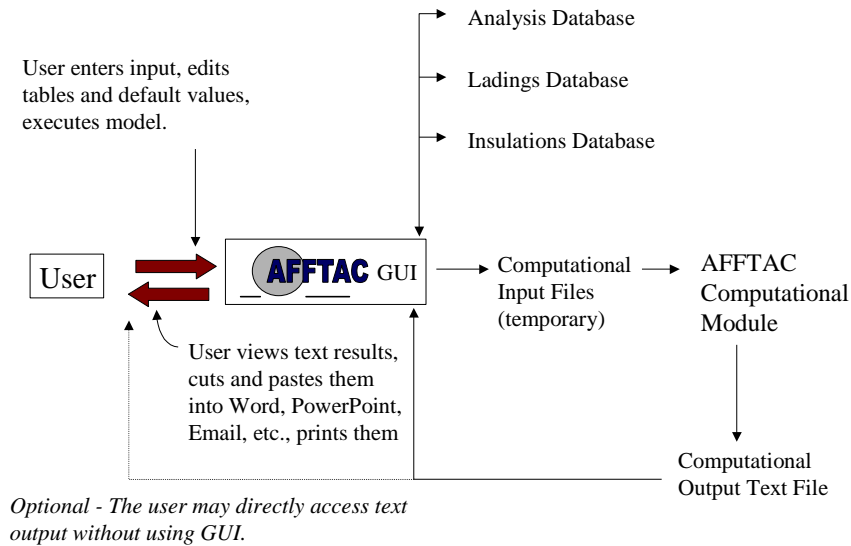 Analysis Database
User enters input, edits
tables and default values,
executes model.
Ladings Database
Insulations Database
User
AFFTAC GUI
Computational
Input Files
(temporary)
AFFTAC
Computational
Module
User views text results,
cuts and pastes them
into Word, PowerPoint,
Email, etc., prints them
Computational
Output Text File
Optional - The user may directly access text
output without using GUI.